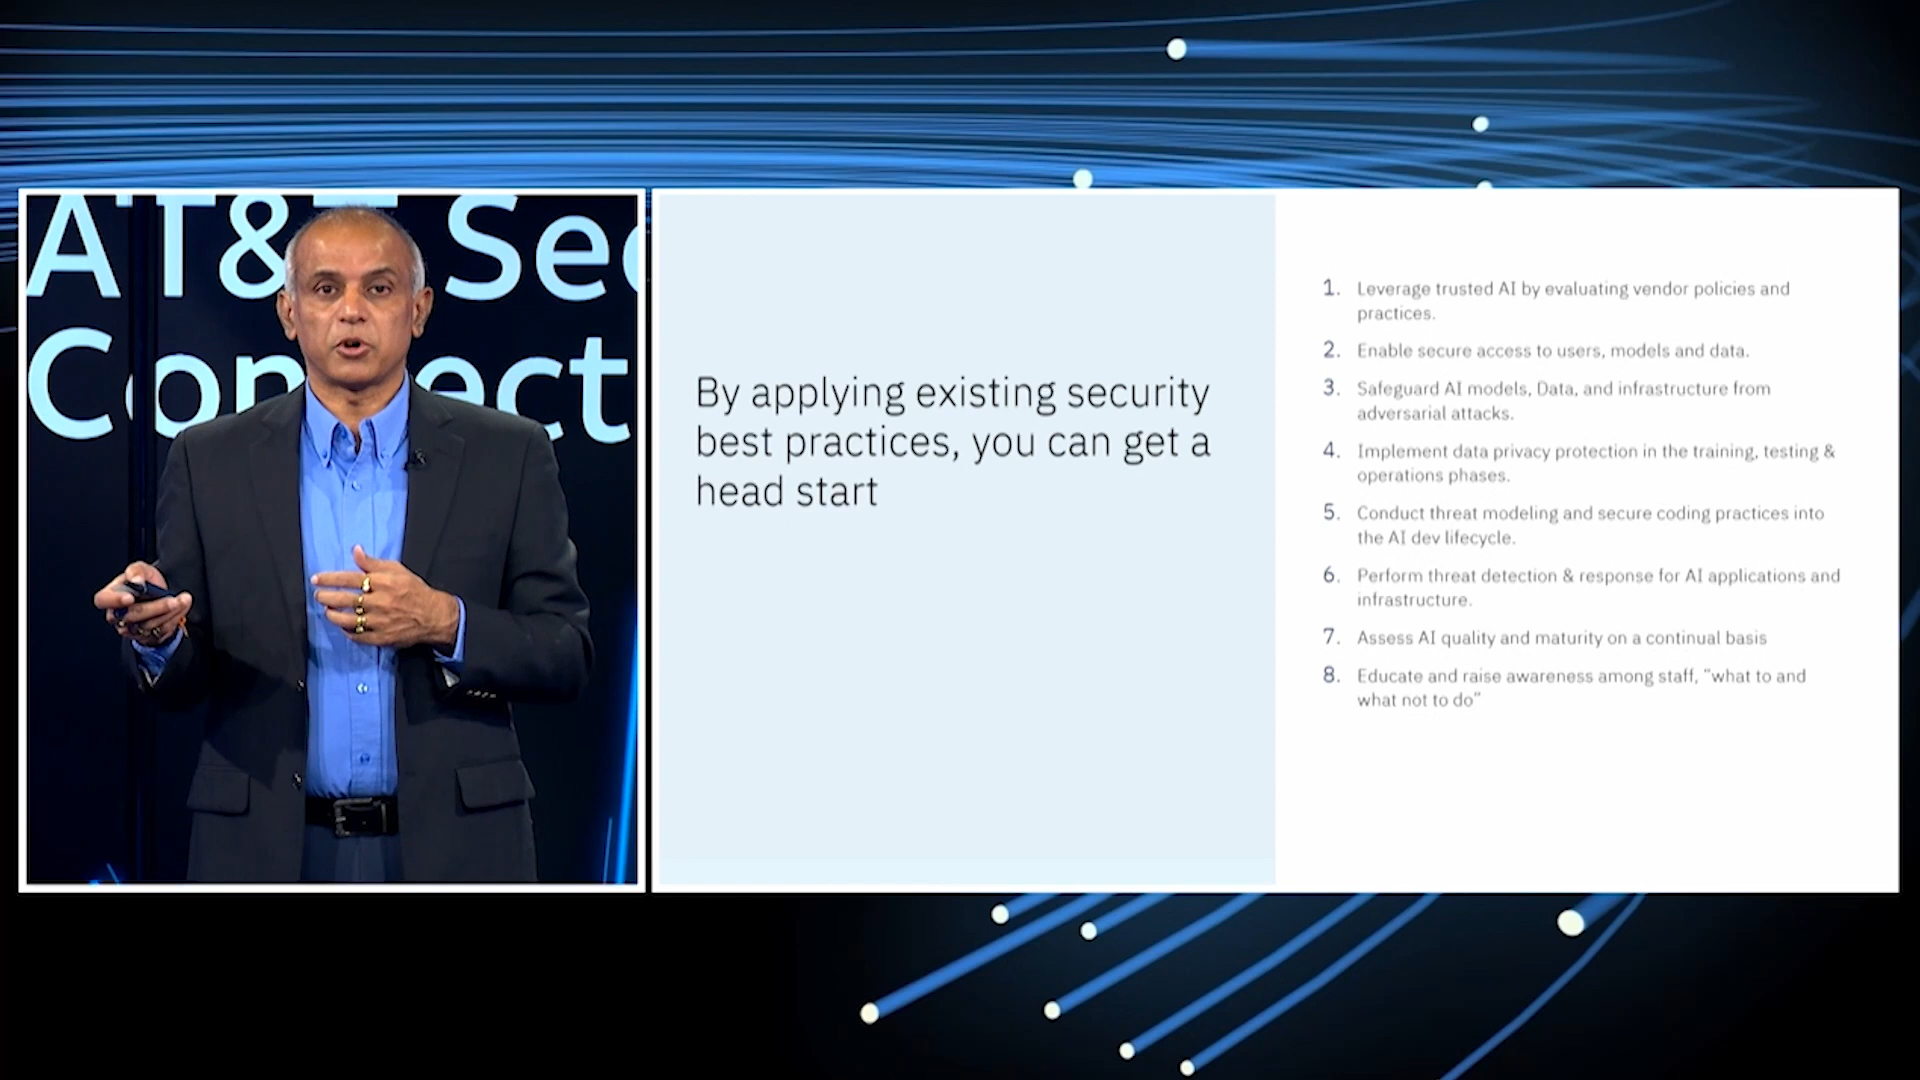 AT&T Sec
Connect
By applying existing security
best practices, you can get a
head start
1. Leverage trusted AI by evaluating vendor policies and
practices.
2. Enable secure access to users, models and data.
3. Safeguard AI models, Data, and infrastructure from
adversarial attacks.
4. Implement data privacy protection in the training, testing &
operations phases.
5. Conduct threat modeling and secure coding practices into
the AI dev lifecycle.
6. Perform threat detection & response for AI applications and
infrastructure.
7. Assess AI quality and maturity on a continual basis
8. Educate and raise awareness among staff, “what to and
what not to do”